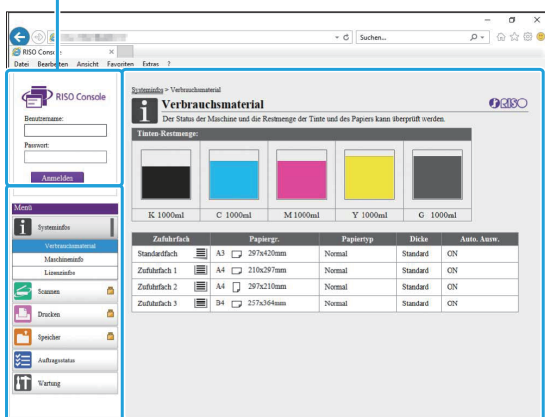 Suchen...
RISO Console
Datei Bearbeiten Ansicht Favoriten Extras ?
RISO Console
Benutzername:
Passwort:
Anmelden
Menü
Systeminfos
Verbrauchsmaterial
Maschineninfo
Lizenzinfos
Scannen
Drucken
Speicher
Auftragsstatus
Wartung
Systeminfos > Verbrauchsmaterial
i Verbrauchsmaterial
RISO
Der Status der Maschine und die Restmenge der Tinte und des Papiers kann überprüft werden.
Tinten-Restmenge:
K 1000ml C 1000ml M 1000ml Y 1000ml G 1000ml
Zufuhrfach Papiergr. Papiertyp Dicke Auto. Ausw.
Standardfach A3 297x420mm Normal Standard ON
Zufuhrfach 1 A4 210x297mm Normal Standard ON
Zufuhrfach 2 A4 297x210mm Normal Standard ON
Zufuhrfach 3 B4 257x364mm Normal Standard ON